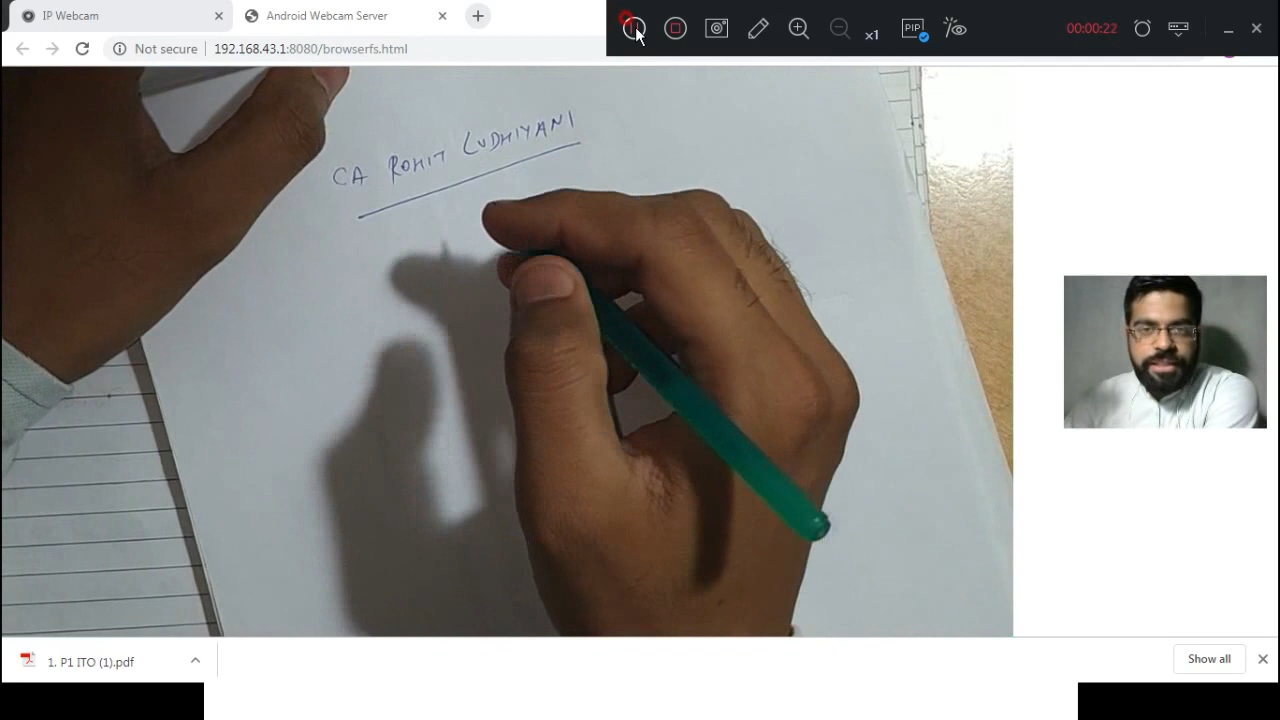 IP Webcam
Android Webcam Server
x1
PIP
00:00:22
Not secure
192.168.43.1:8080/browserfs.html
CA ROHIT LUDHIYANI
1. P1 ITO (1).pdf
Show all